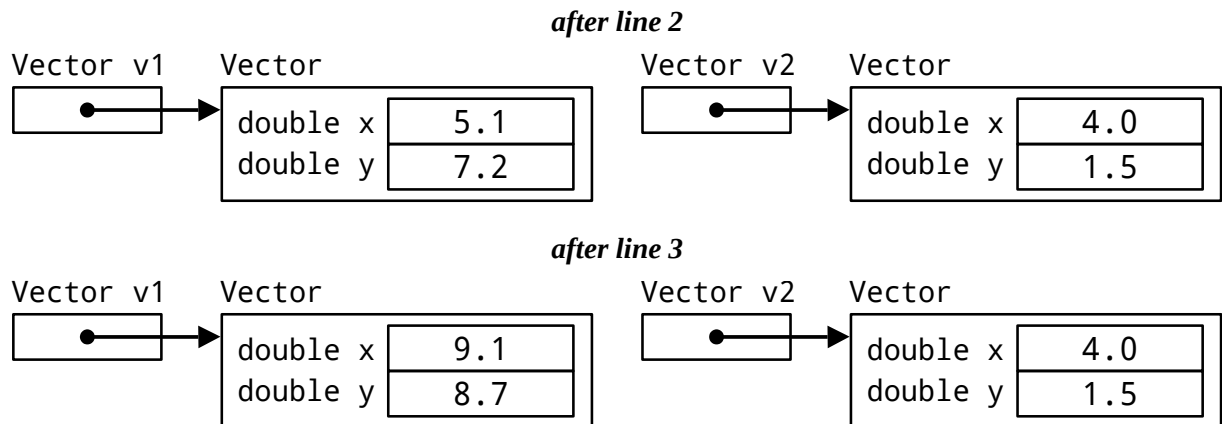 after line 2
Vector v1 Vector Vector v2 Vector
double x 5.1 double x 4.0
double y 7.2 double y 1.5
after line 3
Vector v1 Vector Vector v2 Vector
double x 9.1 double x 4.0
double y 8.7 double y 1.5